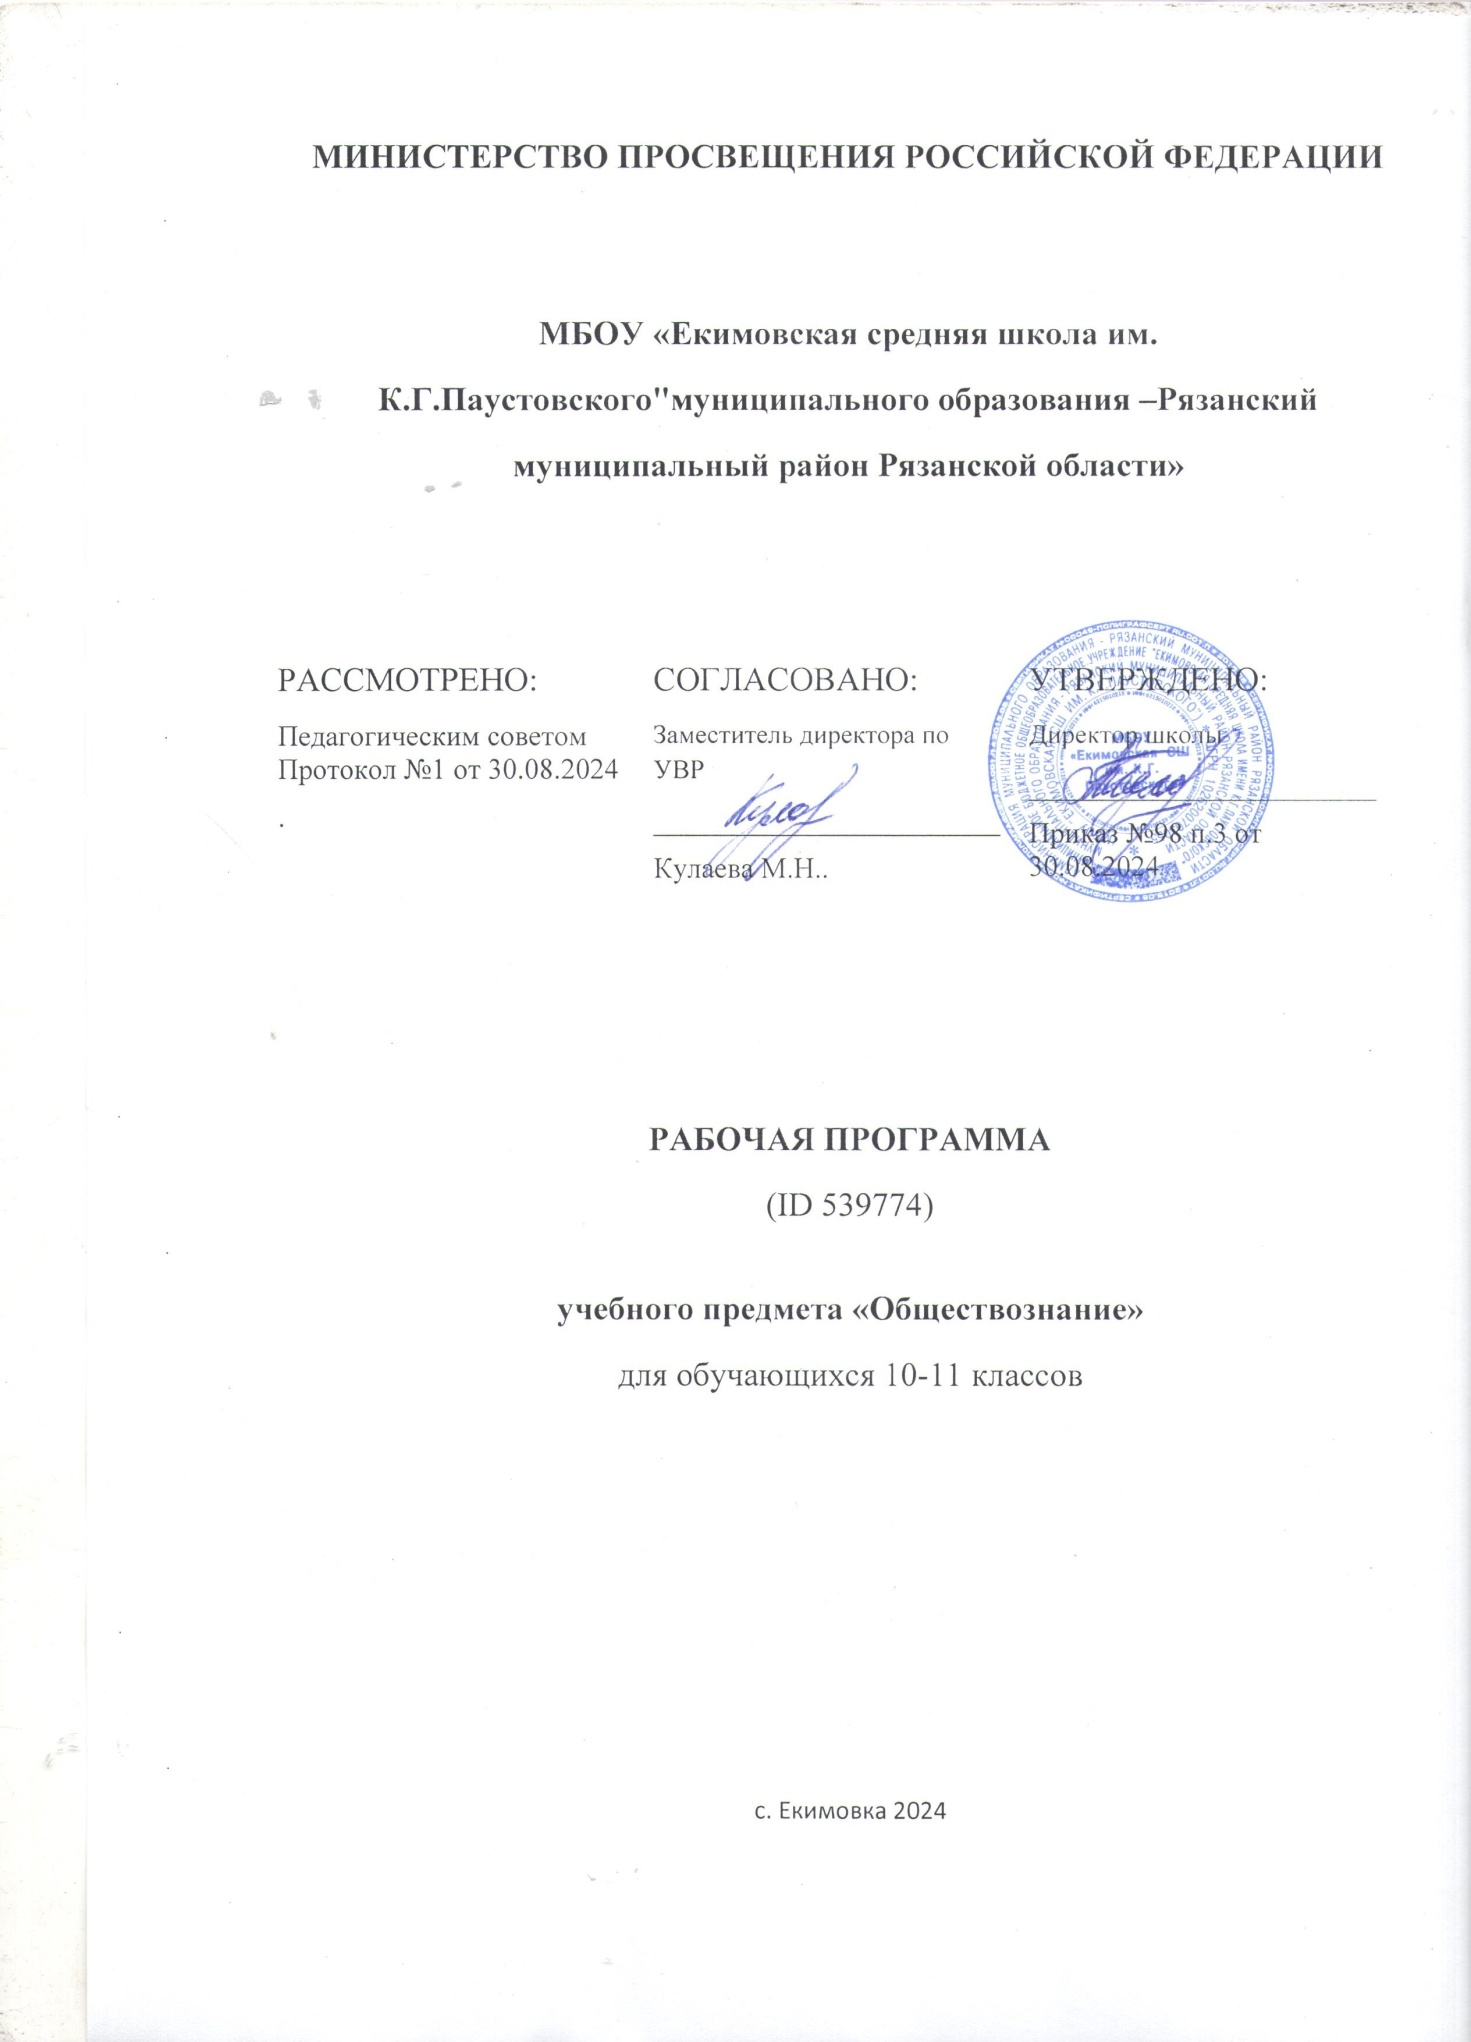 МИНИСТЕРСТВО ПРОСВЕЩЕНИЯ РОССИЙСКОЙ ФЕДЕРАЦИИ
МБОУ «Екимовская средняя школа им.
К.Г.Паустовского"муниципального образования –Рязанский
муниципальный район Рязанской области»
РАССМОТРЕНО:
Педагогическим советом
Протокол №1 от 30.08.2024
.
СОГЛАСОВАНО:
Заместитель директора по
УВР
Кулаева М.Н..
УТВЕРЖДЕНО:
Директор школы
Приказ №98 п.3 от
30.08.2024
«Екимовская СШ
РАБОЧАЯ ПРОГРАММА
(ID 539774)
учебного предмета «Обществознание»
для обучающихся 10-11 классов
с. Екимовка 2024